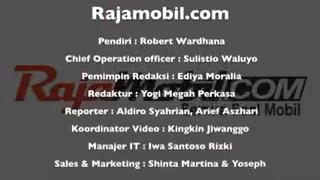 Rajamobil.com
Pendiri : Robert Wardhana
Chief Operation officer : Sulistio Waluyo
Pemimpin Redaksi : Ediya Moralia
Redaktur : Yogi Megah Perkasa
Reporter : Aldiro Syahrian, Arief Aszhari
Koordinator Video : Kingkin Jiwanggo
Manajer IT : Iwa Santoso Rizki
Sales & Marketing : Shinta Martina & Yoseph